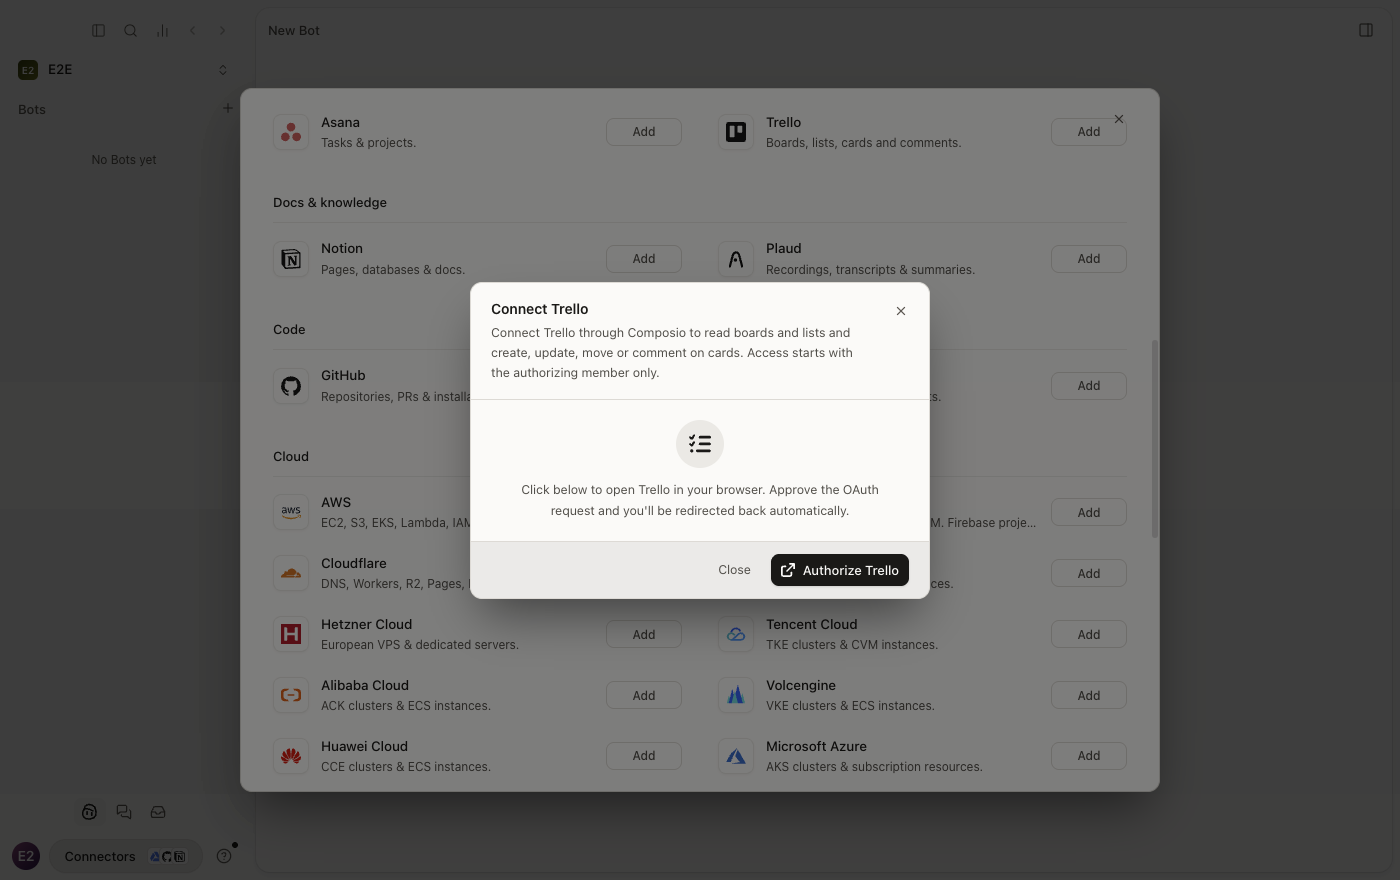 New Bot
E2 E2E
Bots
No Bots yet
Asana
Tasks & projects.
Add
Trello
Boards, lists, cards and comments.
Add
Docs & knowledge
Notion
Pages, databases & docs.
Add
Plaud
Recordings, transcripts & summaries.
Add
Connect Trello
Connect Trello through Composio to read boards and lists and
create, update, move or comment on cards. Access starts with
the authorizing member only.
Click below to open Trello in your browser. Approve the OAuth
request and you'll be redirected back automatically.
Close
Authorize Trello
Code
GitHub
Repositories, PRs &
Add
Cloud
aws
AWS
EC2, S3, EKS, Lambda, IAM
M. Firebase proje...
Add
Cloudflare
DNS, Workers, R2, Pages,
Add
Hetzner Cloud
European VPS & dedicated servers.
Add
Tencent Cloud
TKE clusters & CVM instances.
Add
Alibaba Cloud
ACK clusters & ECS instances.
Add
Volcengine
VKE clusters & ECS instances.
Add
Huawei Cloud
CCE clusters & ECS instances.
Add
Microsoft Azure
AKS clusters & subscription resources.
Add
E2
Connectors